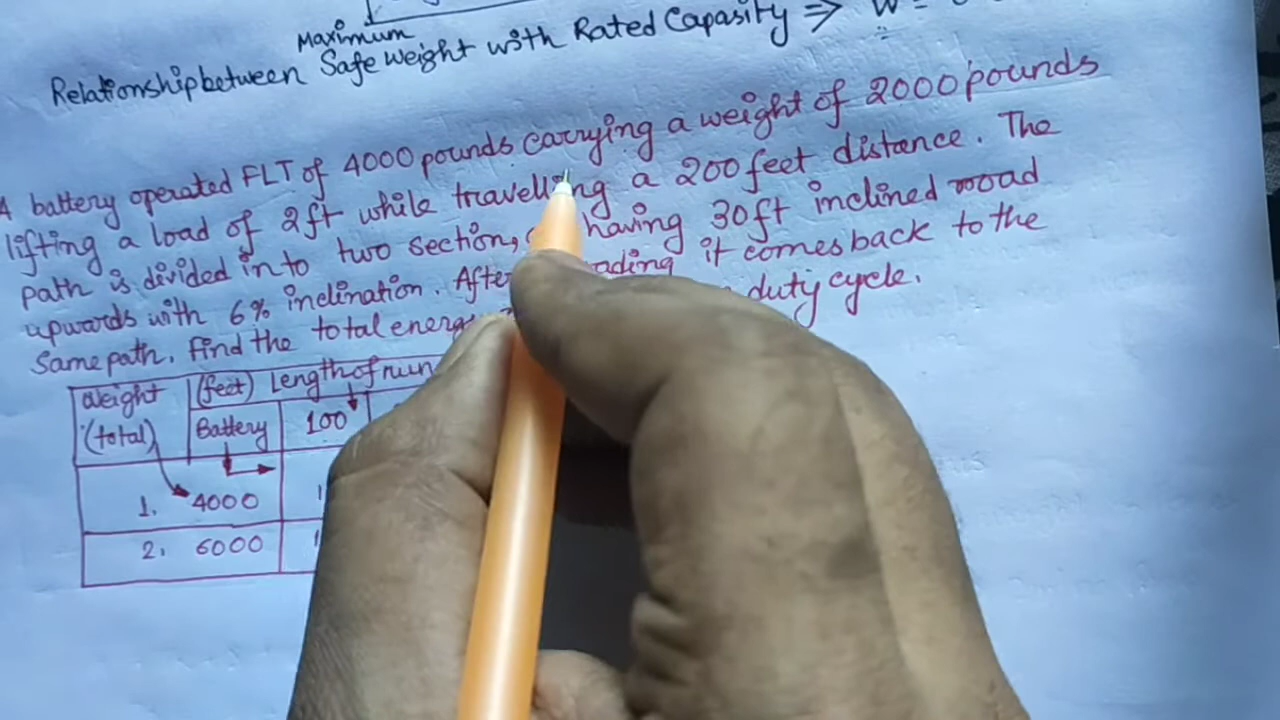 Maximum
Relationship between Safe weight with Rated Capasity ⇒ W =
A battery operated FLT of 4000 pounds carrying a weight of 2000 pounds
lifting a load of 2ft while travelling a 200 feet distance. The
path is divided in to two section, having 30ft inclined road
upwards with 6% inclination. After it comes back to the
Same path. find the total duty cycle.
Weight (feet) Length of run
(total) Battery 100
1. 4000
2. 6000